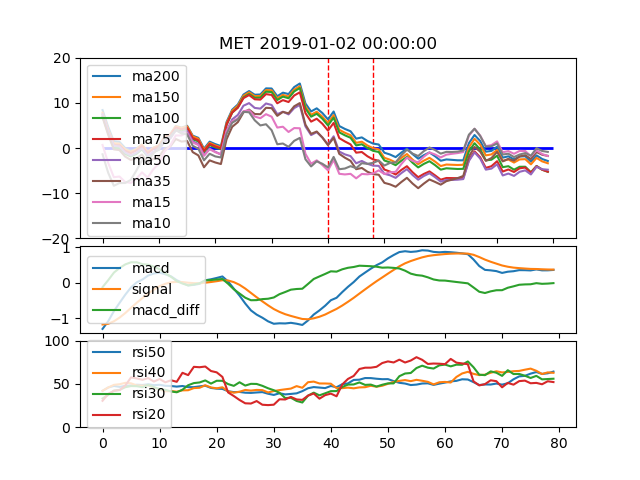 MET 2019-01-02 00:00:00
20
10
0
−10
−20
ma200
ma150
ma100
ma75
ma50
ma35
ma15
ma10
1
0
−1
macd
signal
macd_diff
100
50
0
rsi50
rsi40
rsi30
rsi20
0 10 20 30 40 50 60 70 80